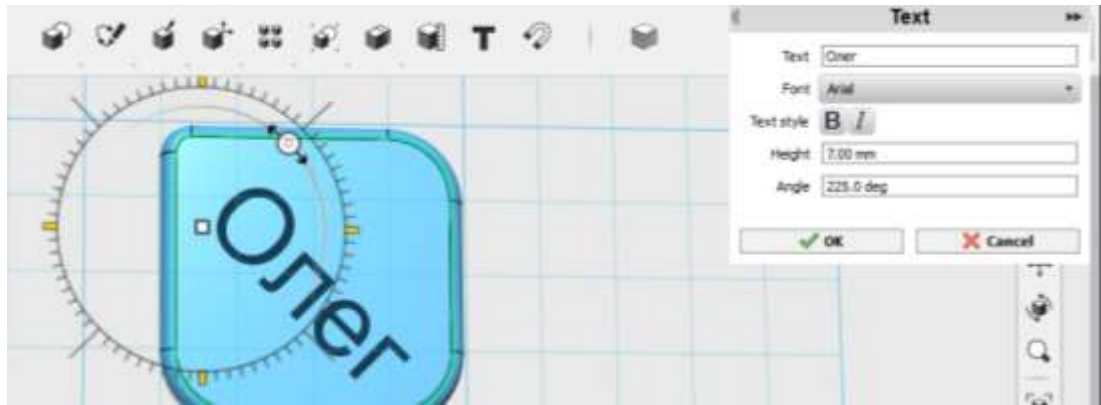 Text
Text Олег
Font Arial
Text style B I
Height 7.00 mm
Angle 225.0 deg
OK Cancel
Олег